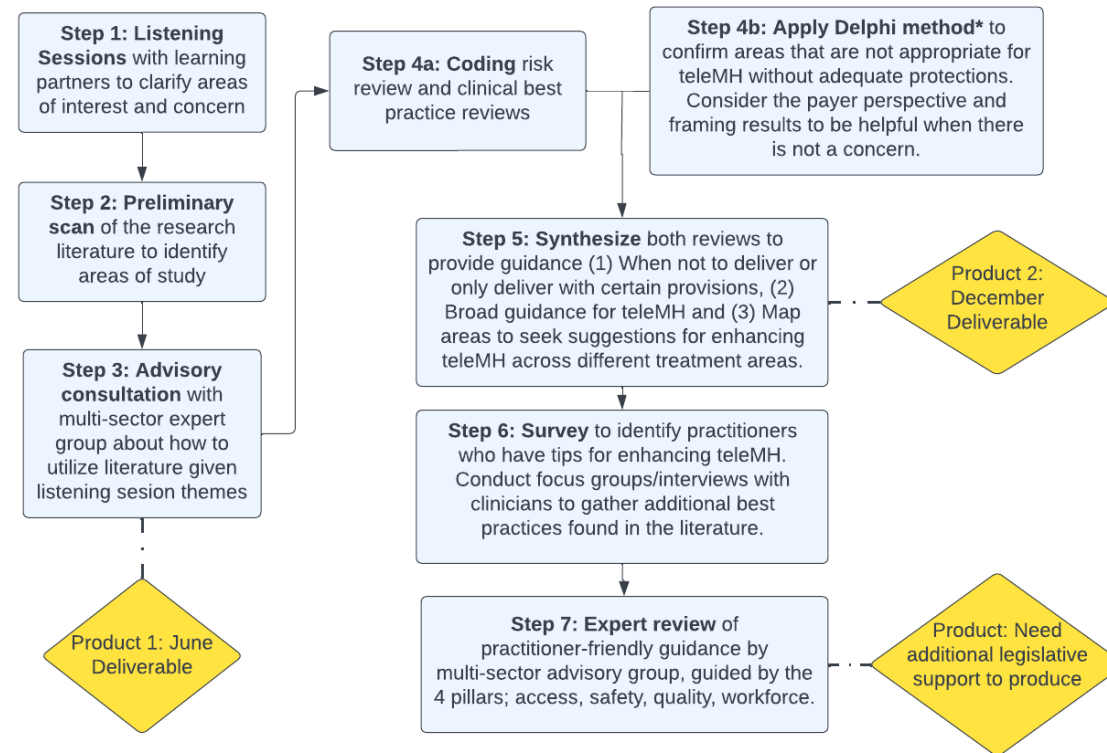 Step 1: Listening
Sessions with learning
partners to clarify areas
of interest and concern
Step 2: Preliminary
scan of the research
literature to identify
areas of study
Step 3: Advisory
consultation with
multi-sector expert
group about how to
utilize literature given
listening sesion themes
Product 1: June
Deliverable
Step 4a: Coding risk
review and clinical best
practice reviews
Step 4b: Apply Delphi method* to
confirm areas that are not appropriate for
teleMH without adequate protections.
Consider the payer perspective and
framing results to be helpful when there
is not a concern.
Step 5: Synthesize both reviews to
provide guidance (1) When not to deliver or
only deliver with certain provisions, (2)
Broad guidance for teleMH and (3) Map
areas to seek suggestions for enhancing
teleMH across different treatment areas.
Product 2:
December
Deliverable
Step 6: Survey to identify practitioners
who have tips for enhancing teleMH.
Conduct focus groups/interviews with
clinicians to gather additional best
practices found in the literature.
Step 7: Expert review of
practitioner-friendly guidance by
multi-sector advisory group, guided by the
4 pillars; access, safety, quality, workforce.
Product: Need
additional legislative
support to produce